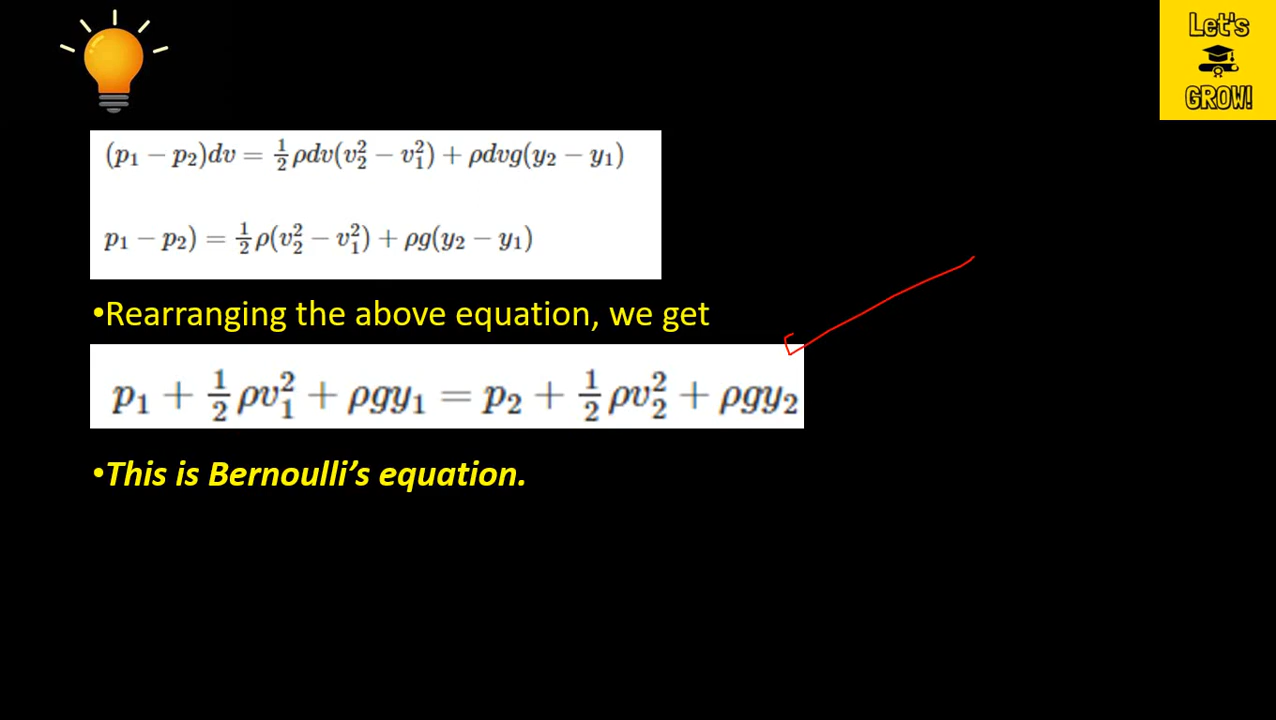 Let's
GROW!
(p₁ − p₂)dv = ½ρdv(v₂² − v₁²) + ρdvg(y₂ − y₁)
p₁ − p₂) = ½ρ(v₂² − v₁²) + ρg(y₂ − y₁)
•Rearranging the above equation, we get
p₁ + ½ρv₁² + ρgy₁ = p₂ + ½ρv₂² + ρgy₂
•This is Bernoulli’s equation.